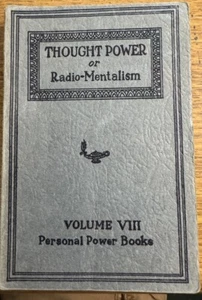 THOUGHT POWER
or
Radio-Mentalism
VOLUME VIII
Personal Power Books